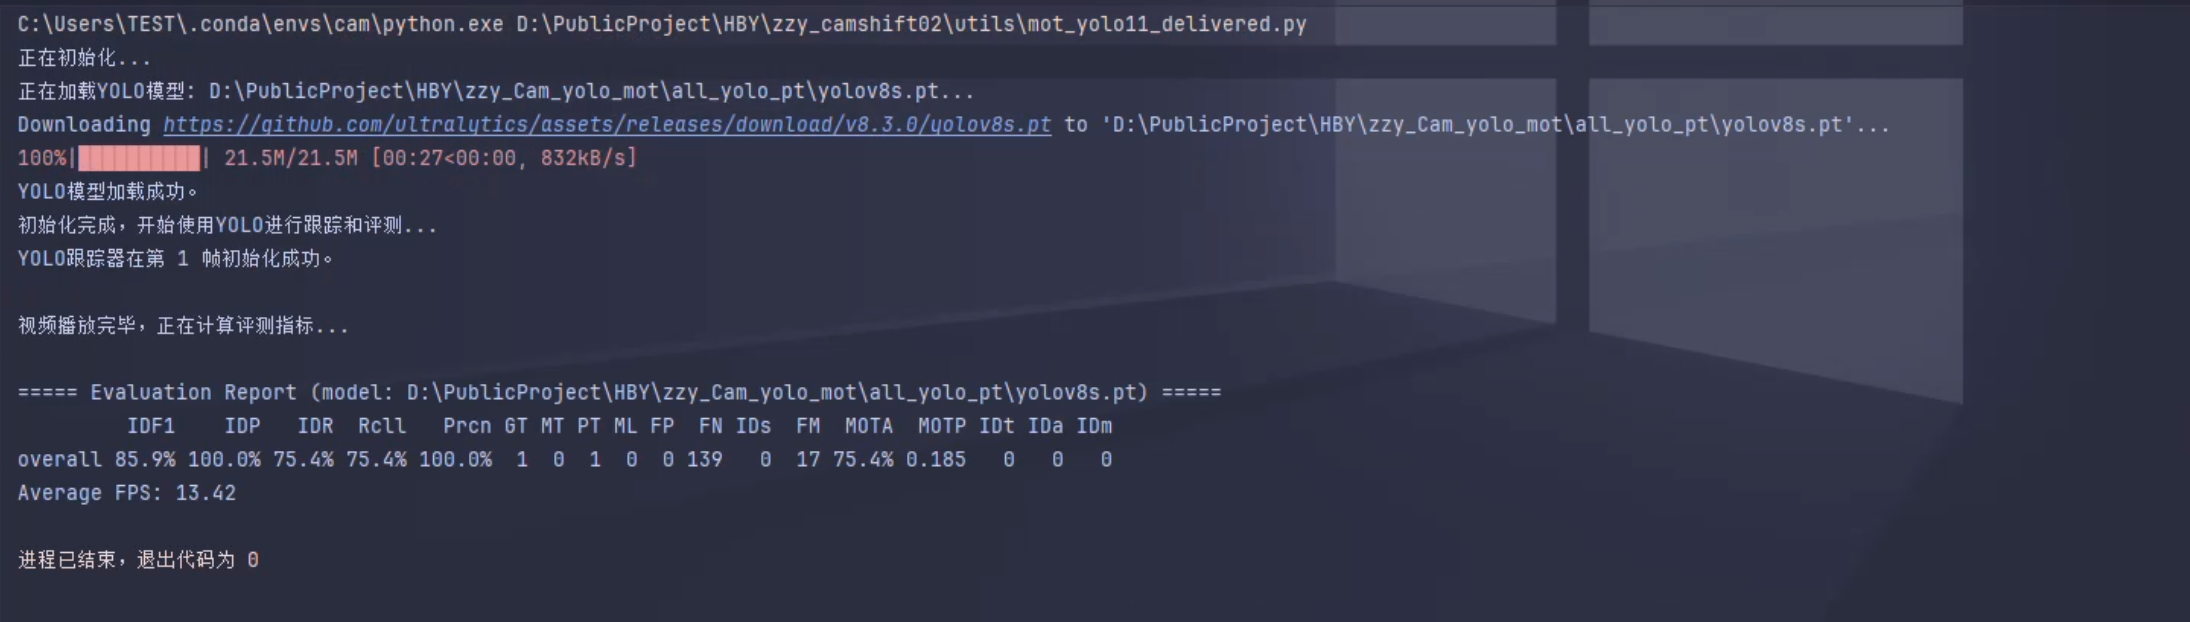 C:\Users\TEST\.conda\envs\cam\python.exe D:\PublicProject\HBY\zzy_camshift02\utils\mot_yolo11_delivered.py
正在初始化...
正在加载YOLO模型: D:\PublicProject\HBY\zzy_Cam_yolo_mot\all_yolo_pt\yolov8s.pt...
Downloading https://github.com/ultralytics/assets/releases/download/v8.3.0/yolov8s.pt to 'D:\PublicProject\HBY\zzy_Cam_yolo_mot\all_yolo_pt\yolov8s.pt'...
100%|██████████| 21.5M/21.5M [00:27<00:00, 832kB/s]
YOLO模型加载成功。
初始化完成，开始使用YOLO进行跟踪和评测...
YOLO跟踪器在第 1 帧初始化成功。
视频播放完毕，正在计算评测指标...
===== Evaluation Report (model: D:\PublicProject\HBY\zzy_Cam_yolo_mot\all_yolo_pt\yolov8s.pt) =====
IDF1 IDP IDR Rcll Prcn GT MT PT ML FP FN IDs FM MOTA MOTP IDt IDa IDm
overall 85.9% 100.0% 75.4% 75.4% 100.0% 1 0 1 0 0 139 0 17 75.4% 0.185 0 0 0
Average FPS: 13.42
进程已结束，退出代码为 0